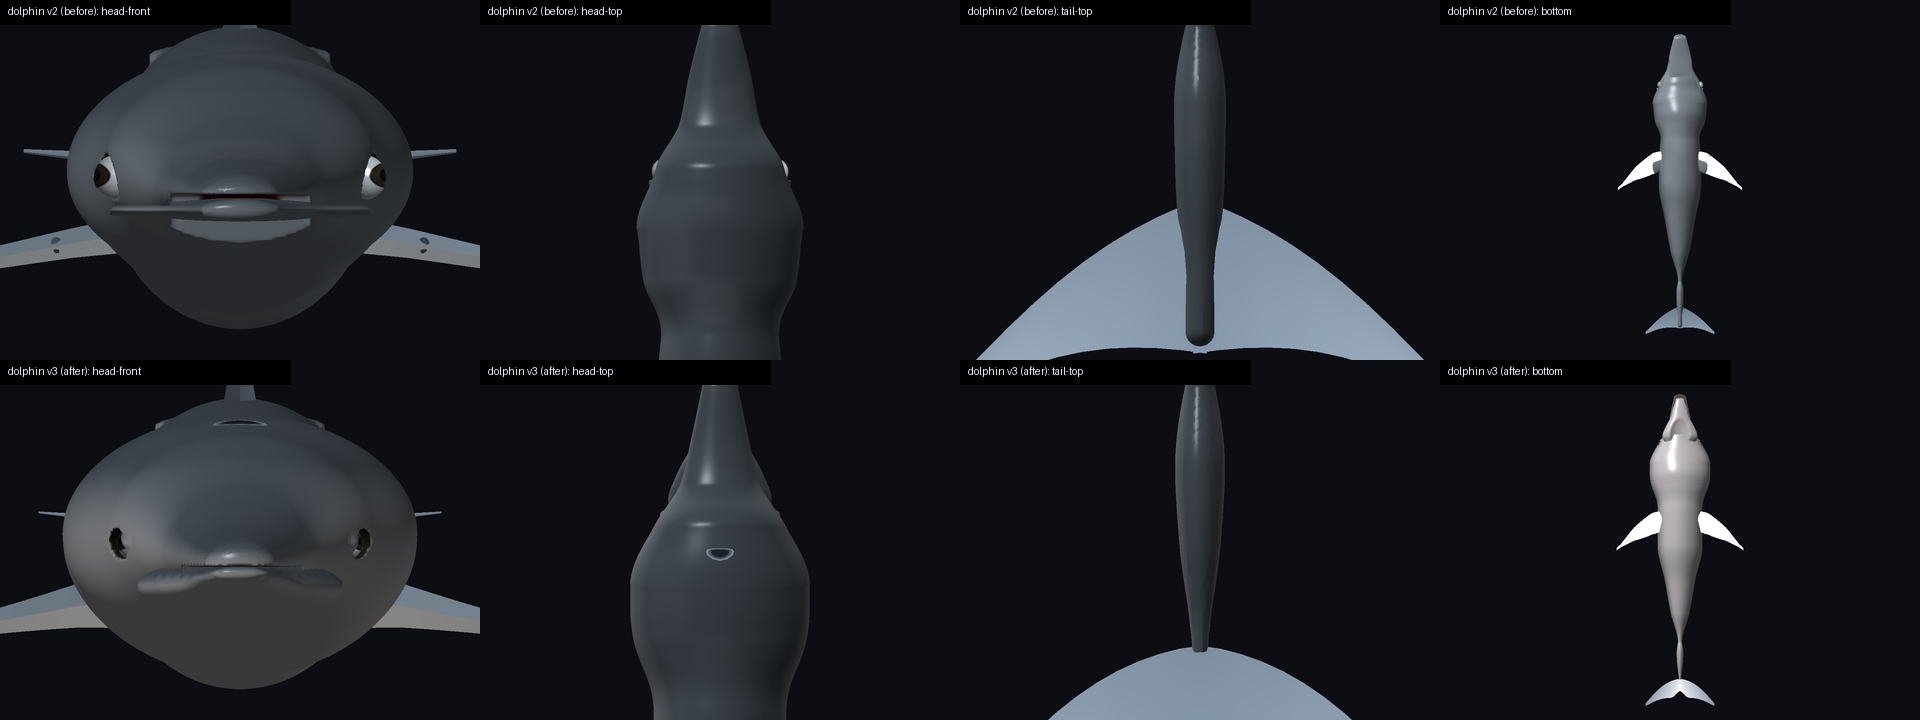 dolphin v2 (before): head-front
dolphin v2 (before): head-top
dolphin v2 (before): tail-top
dolphin v2 (before): bottom
dolphin v3 (after): head-front
dolphin v3 (after): head-top
dolphin v3 (after): tail-top
dolphin v3 (after): bottom